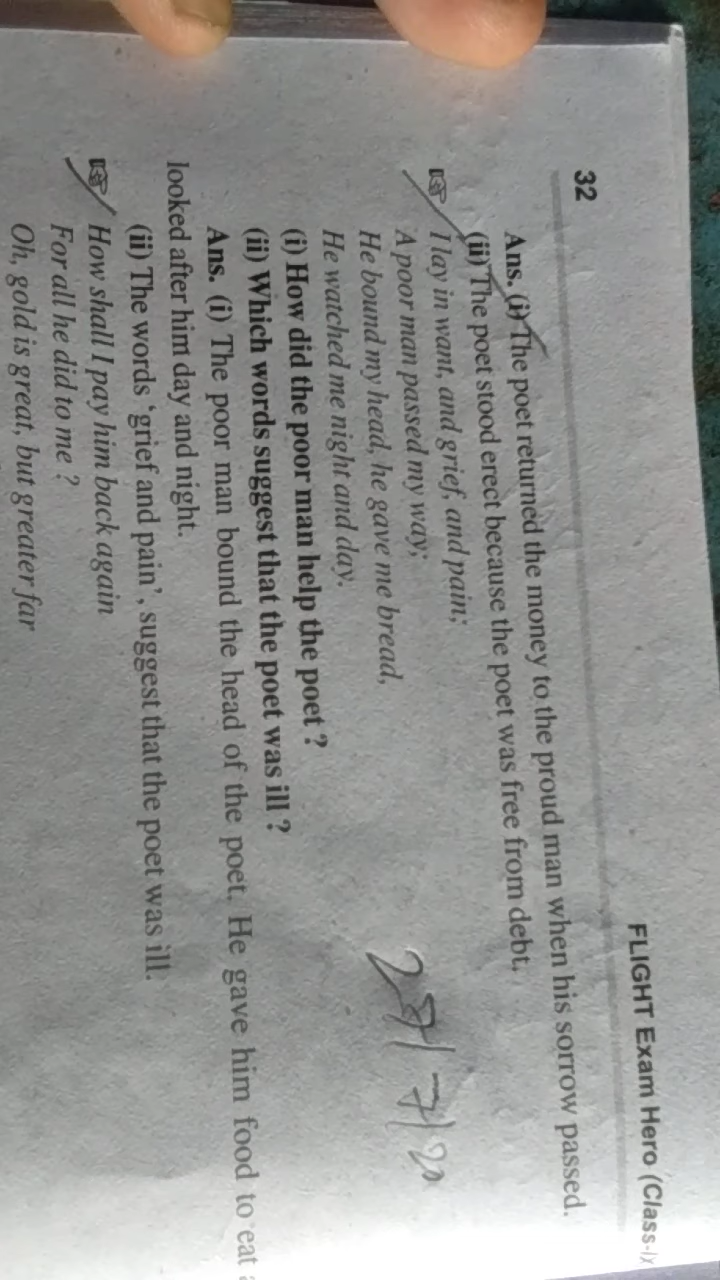 32
FLIGHT Exam Hero (Class-IX
Ans. (i) The poet returned the money to the proud man when his sorrow passed.
(ii) The poet stood erect because the poet was free from debt.
I lay in want, and grief, and pain;
A poor man passed my way;
He bound my head, he gave me bread,
He watched me night and day.
(i) How did the poor man help the poet ?
(ii) Which words suggest that the poet was ill ?
Ans. (i) The poor man bound the head of the poet. He gave him food to eat
looked after him day and night.
(ii) The words 'grief and pain', suggest that the poet was ill.
How shall I pay him back again
For all he did to me ?
Oh, gold is great, but greater far